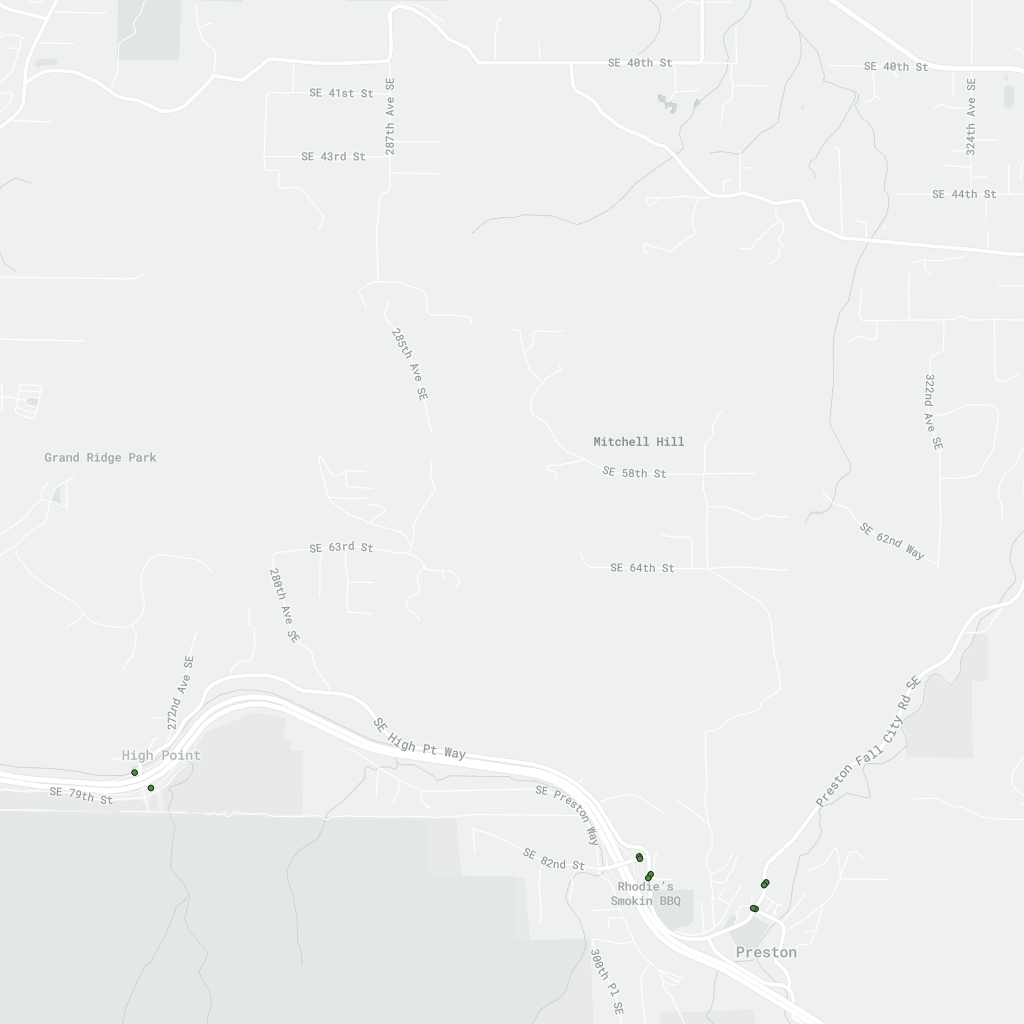 SE 40th St
SE 40th St
SE 41st St
287th Ave SE
324th Ave SE
SE 43rd St
SE 44th St
285th Ave SE
322nd Ave SE
Mitchell Hill
Grand Ridge Park
SE 58th St
SE 62nd Way
SE 63rd St
SE 64th St
280th Ave SE
272nd Ave SE
Preston Fall City Rd SE
SE High Pt Way
High Point
SE 79th St
SE Preston Way
SE 82nd St
Rhodie's
Smokin BBQ
Preston
300th Pl SE